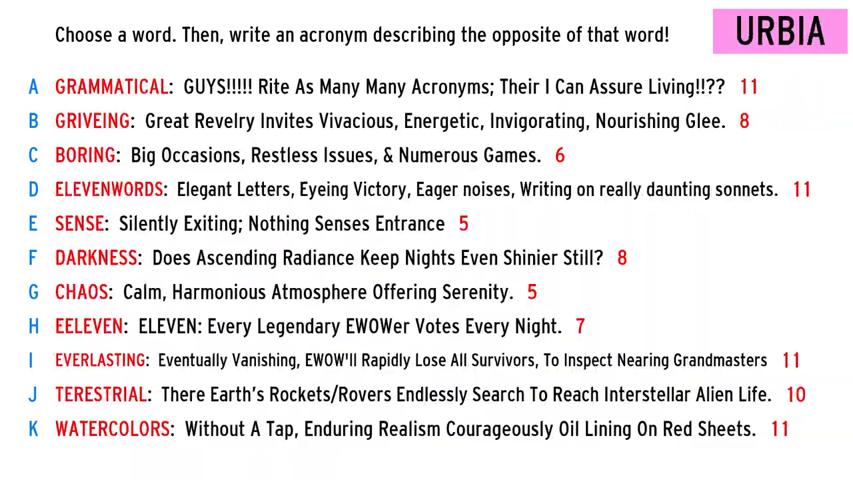 Choose a word. Then, write an acronym describing the opposite of that word!
URBIA
A GRAMMATICAL: GUYS!!!!! Rite As Many Many Acronyms; Their I Can Assure Living!!?? 11
B GRIVEING: Great Revelry Invites Vivacious, Energetic, Invigorating, Nourishing Glee. 8
C BORING: Big Occasions, Restless Issues, & Numerous Games. 6
D ELEVENWORDS: Elegant Letters, Eyeing Victory, Eager noises, Writing on really daunting sonnets. 11
E SENSE: Silently Exiting; Nothing Senses Entrance 5
F DARKNESS: Does Ascending Radiance Keep Nights Even Shinier Still? 8
G CHAOS: Calm, Harmonious Atmosphere Offering Serenity. 5
H EELEVEN: ELEVEN: Every Legendary EWOWer Votes Every Night. 7
I EVERLASTING: Eventually Vanishing, EWOW'll Rapidly Lose All Survivors, To Inspect Nearing Grandmasters 11
J TERESTRIAL: There Earth's Rockets/Rovers Endlessly Search To Reach Interstellar Alien Life. 10
K WATERCOLORS: Without A Tap, Enduring Realism Courageously Oil Lining On Red Sheets. 11